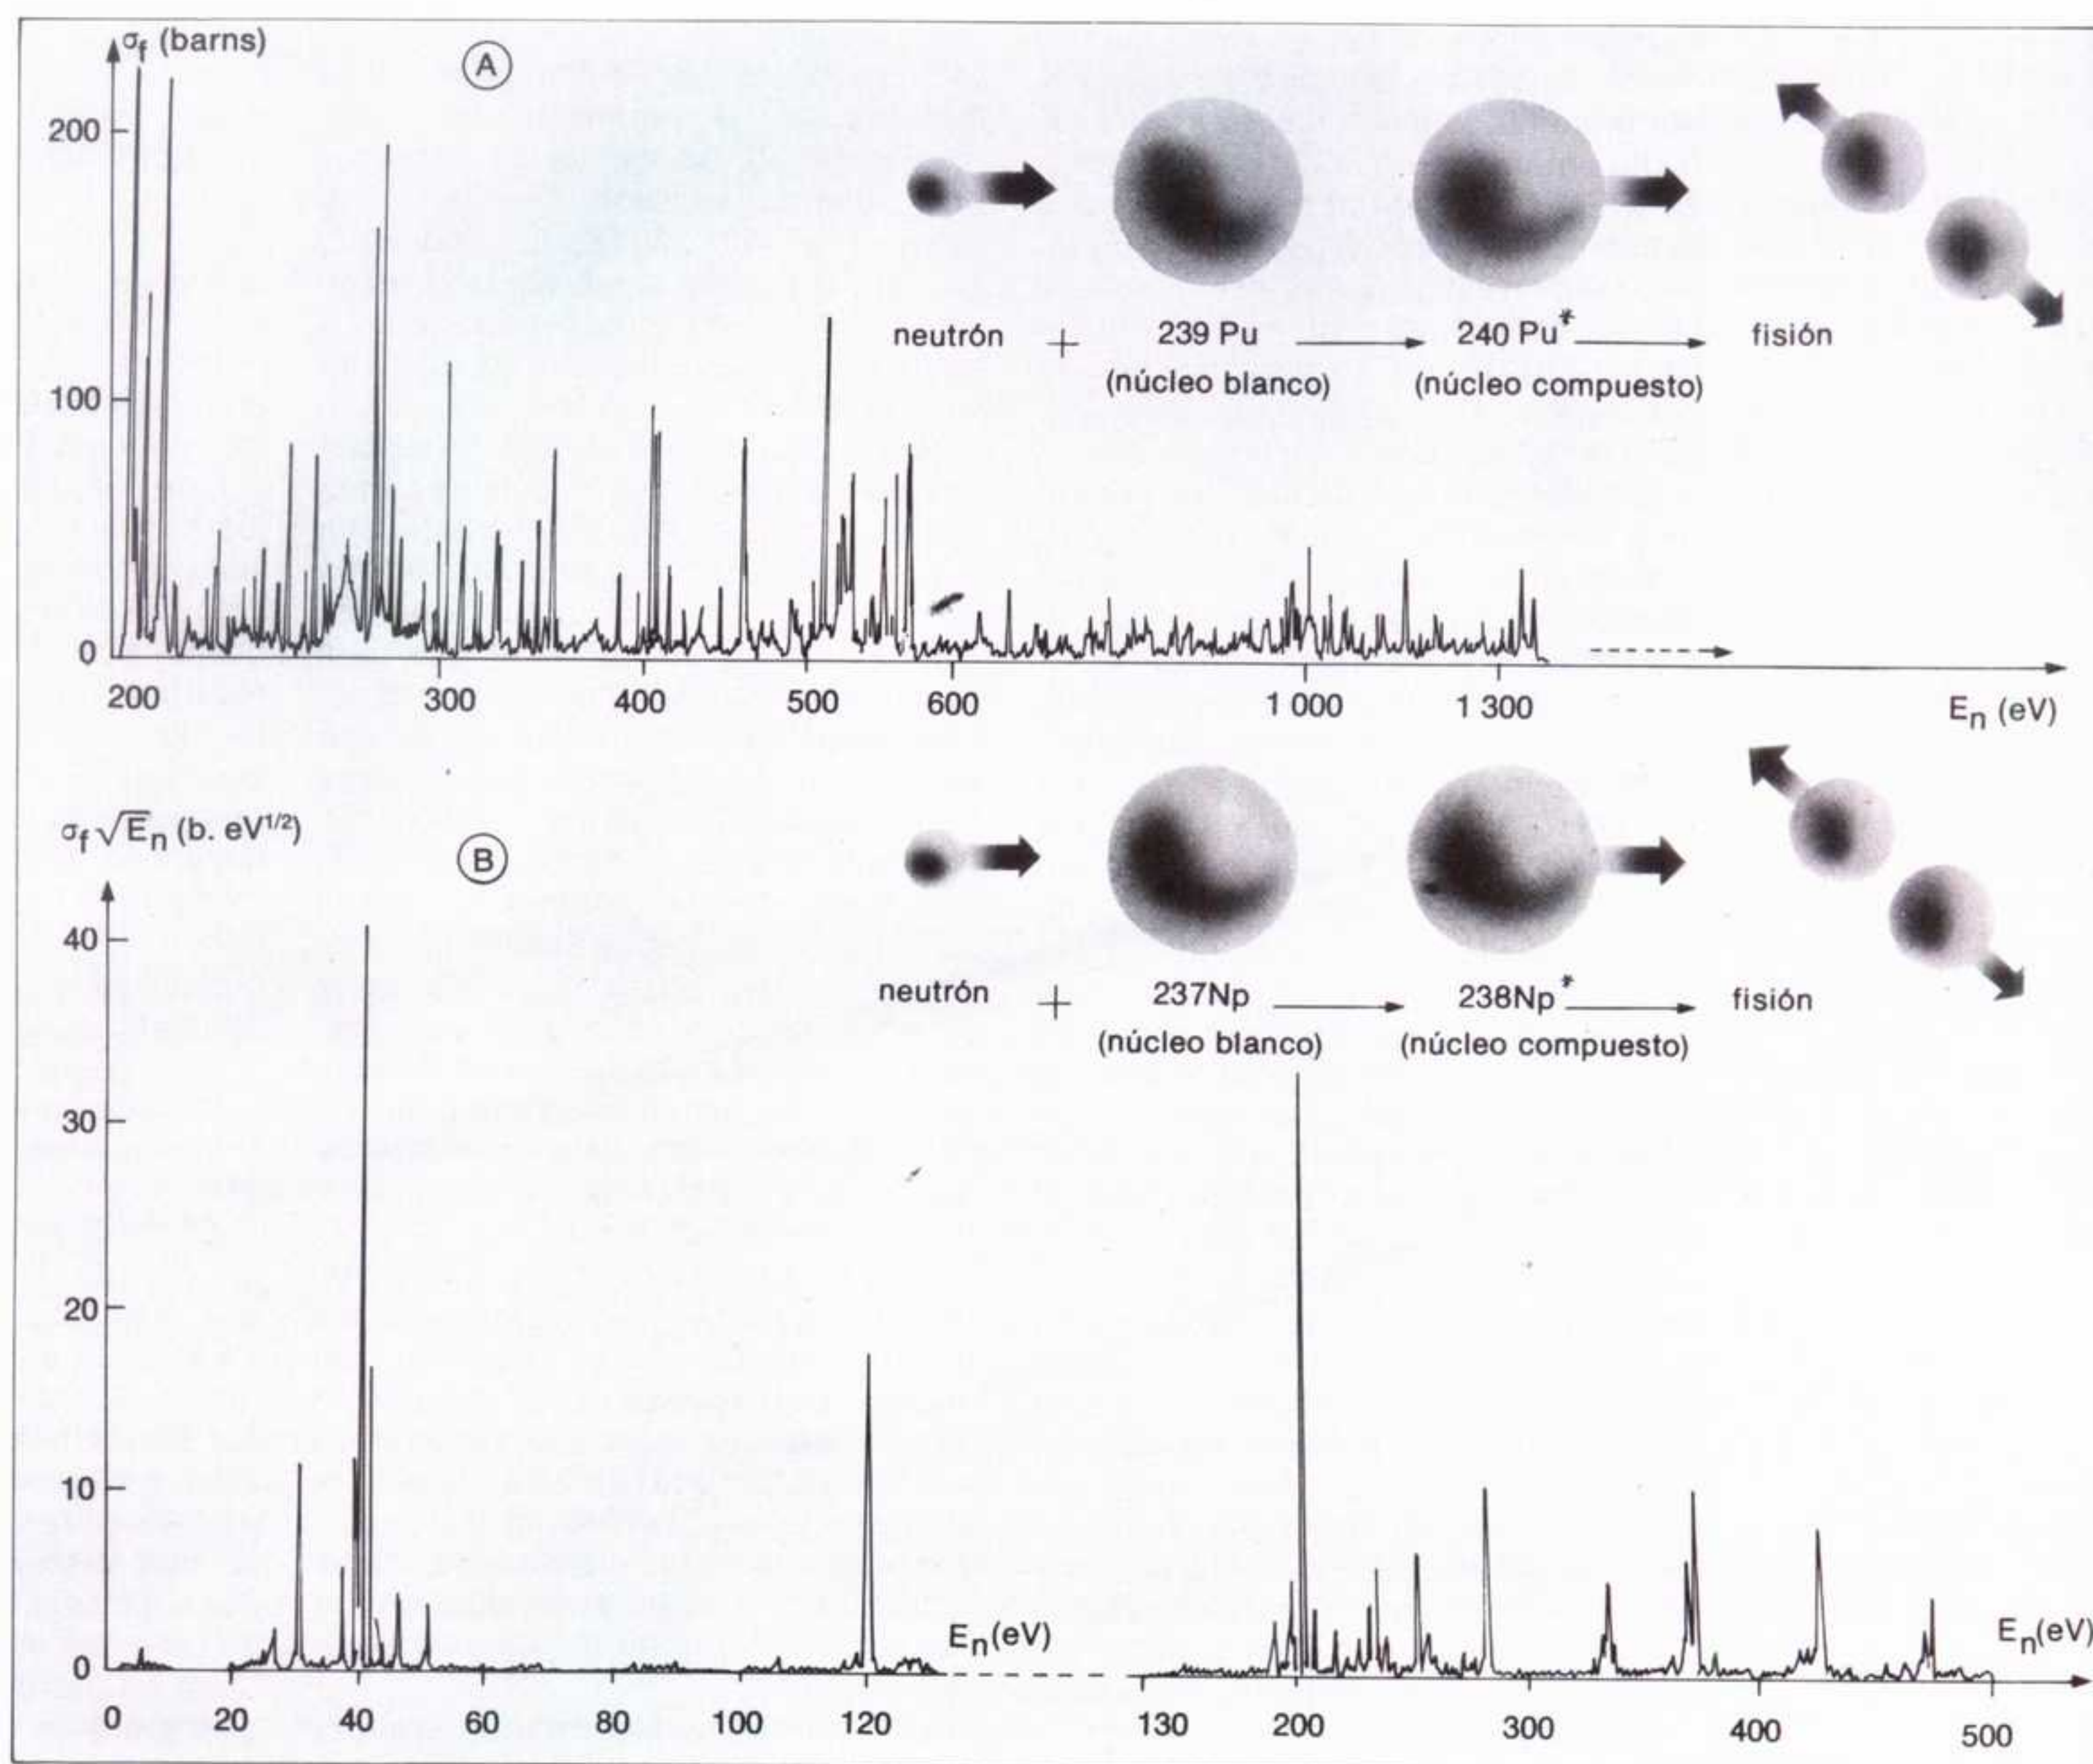 σf (barns)
A
200
100
0
neutrón + 239 Pu → 240 Pu* → fisión
(núcleo blanco) (núcleo compuesto)
200 300 400 500 600 1 000 1 300 En (eV)
σf √En (b. eV1/2)
B
40
30
20
10
0
neutrón + 237Np → 238Np* → fisión
(núcleo blanco) (núcleo compuesto)
En(eV) En(eV)
0 20 40 60 80 100 120 130 200 300 400 500